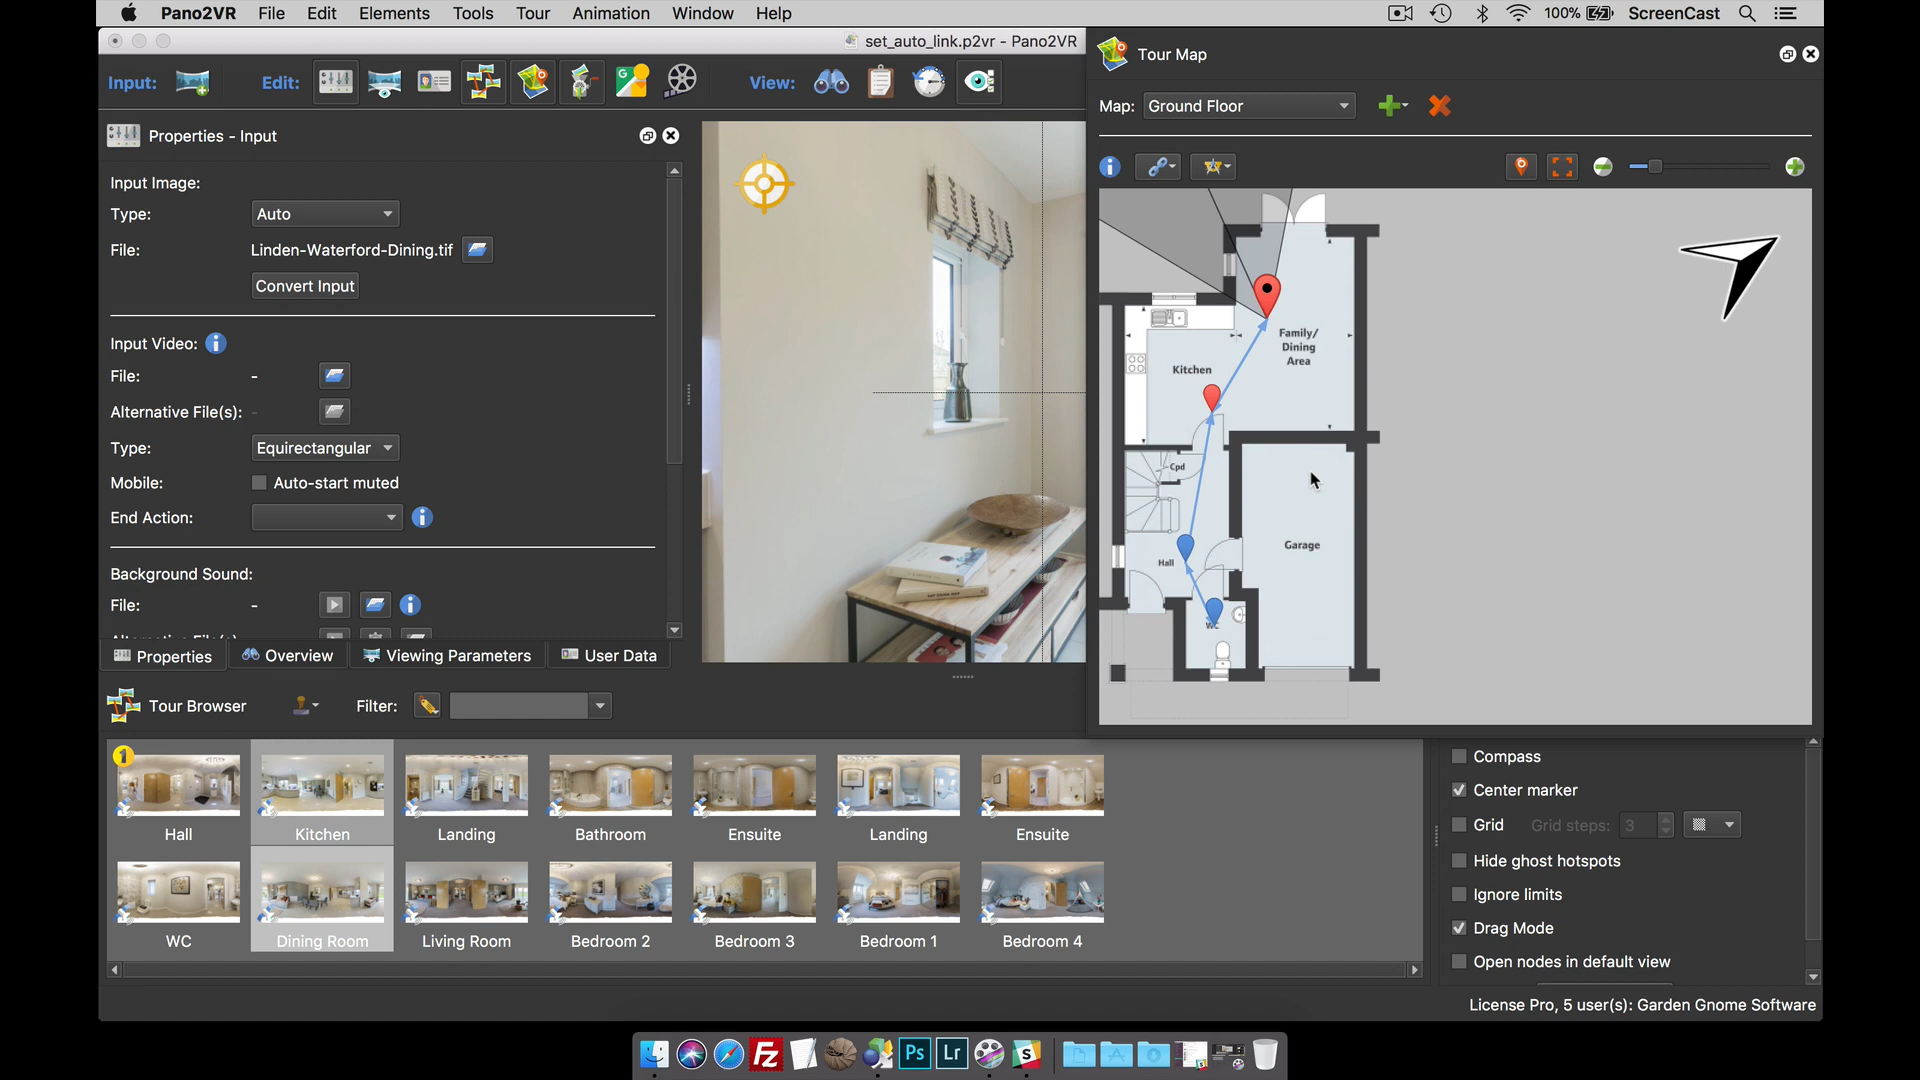 Pano2VR File Edit Elements Tools Tour Animation Window Help 100% ScreenCast
set_auto_link.p2vr - Pano2VR
Input: Edit: View:
Tour Map
Map: Ground Floor
Properties - Input
Input Image:
Type: Auto
File: Linden-Waterford-Dining.tif
Convert Input
Input Video:
File: -
Alternative File(s): -
Type: Equirectangular
Mobile: Auto-start muted
End Action:
Background Sound:
File: -
Alternative File(s):
Properties Overview Viewing Parameters User Data
Family/
Dining
Area
Kitchen
Cpd
Garage
Hall
WC
Tour Browser Filter:
1
Hall Kitchen Landing Bathroom Ensuite Landing Ensuite
WC Dining Room Living Room Bedroom 2 Bedroom 3 Bedroom 1 Bedroom 4
Compass
Center marker
Grid Grid steps: 3
Hide ghost hotspots
Ignore limits
Drag Mode
Open nodes in default view
License Pro, 5 user(s): Garden Gnome Software
Fz Ps Lr S